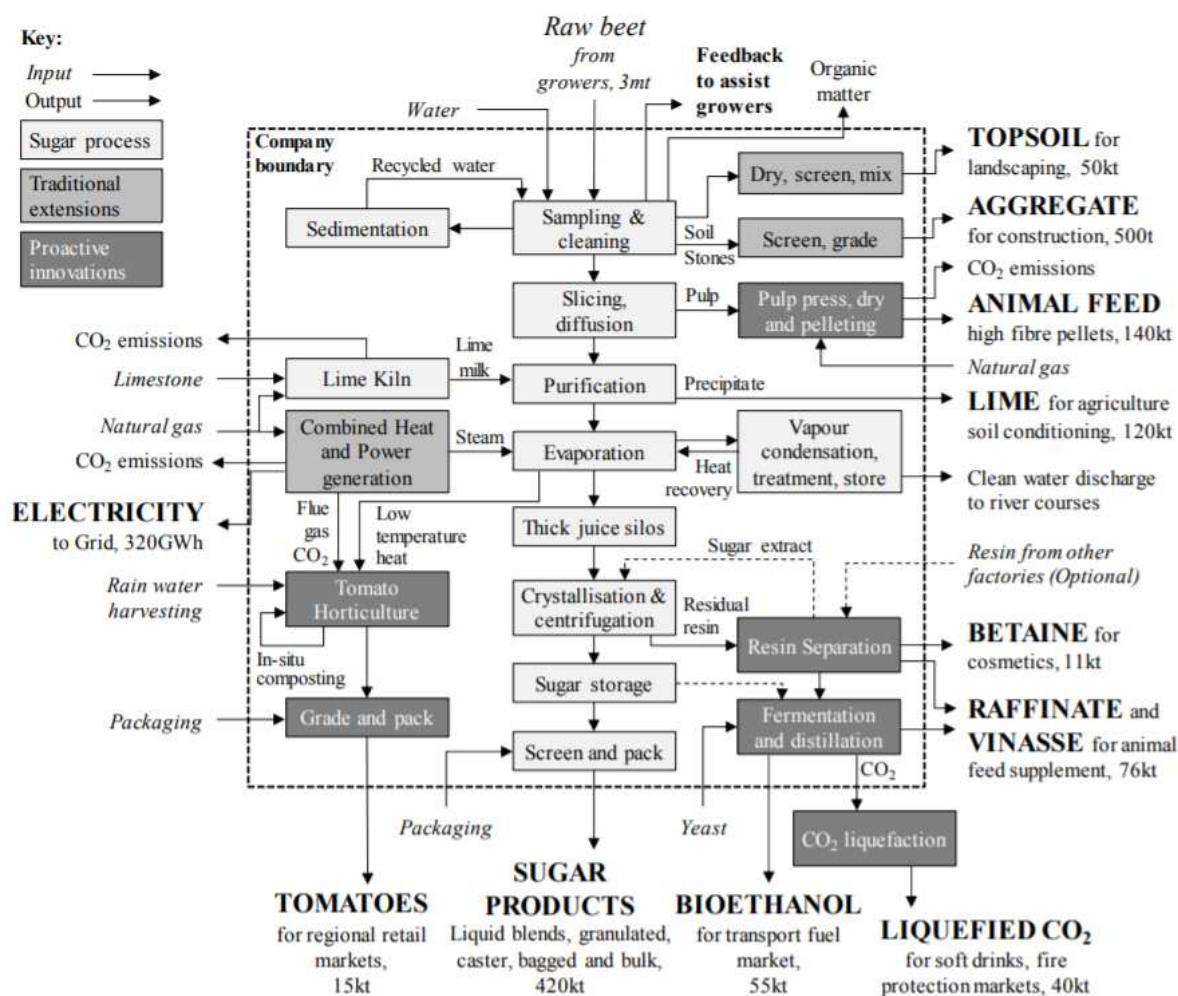 Key:
Input
Output
Sugar process
Traditional
extensions
Proactive
innovations
Raw beet
from
growers, 3mt
Water
Feedback
to assist
growers
Organic
matter
Company
boundary
Recycled water
Sedimentation
Sampling &
cleaning
Soil
Stones
Dry, screen, mix
Screen, grade
TOPSOIL for
landscaping, 50kt
AGGREGATE
for construction, 500t
CO₂ emissions
Slicing,
diffusion
Pulp
Pulp press, dry
and pelleting
ANIMAL FEED
high fibre pellets, 140kt
Natural gas
CO₂ emissions
Limestone
Lime Kiln
Lime
milk
Purification
Precipitate
LIME for agriculture
soil conditioning, 120kt
Natural gas
CO₂ emissions
Combined Heat
and Power
generation
Steam
Evaporation
Heat
recovery
Vapour
condensation,
treatment, store
Clean water discharge
to river courses
ELECTRICITY
to Grid, 320GWh
Flue
gas
CO₂
Low
temperature
heat
Thick juice silos
Sugar extract
Resin from other
factories (Optional)
Rain water
harvesting
Tomato
Horticulture
In-situ
composting
Crystallisation &
centrifugation
Residual
resin
Resin Separation
BETAINE for
cosmetics, 11kt
Sugar storage
Packaging
Grade and pack
Screen and pack
Fermentation
and distillation
RAFFINATE and
VINASSE for animal
feed supplement, 76kt
CO₂
Packaging
Yeast
CO₂ liquefaction
TOMATOES
for regional retail
markets,
15kt
SUGAR
PRODUCTS
Liquid blends, granulated,
caster, bagged and bulk,
420kt
BIOETHANOL
for transport fuel
market,
55kt
LIQUEFIED CO₂
for soft drinks, fire
protection markets, 40kt